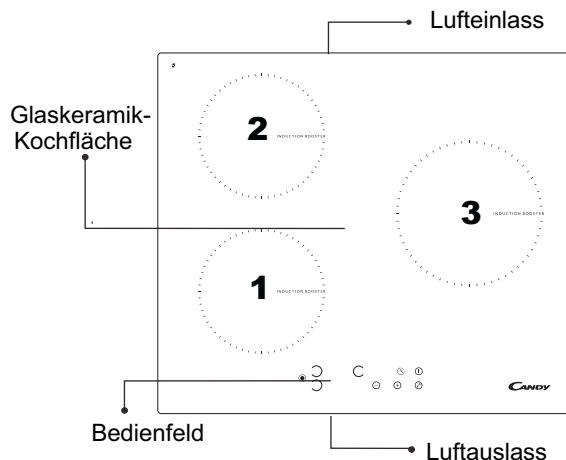 Lufteinlass
Glaskeramik-
Kochfläche
2
INDUCTION BOOSTER
3
INDUCTION BOOSTER
1
INDUCTION BOOSTER
CANDY
Bedienfeld
Luftauslass